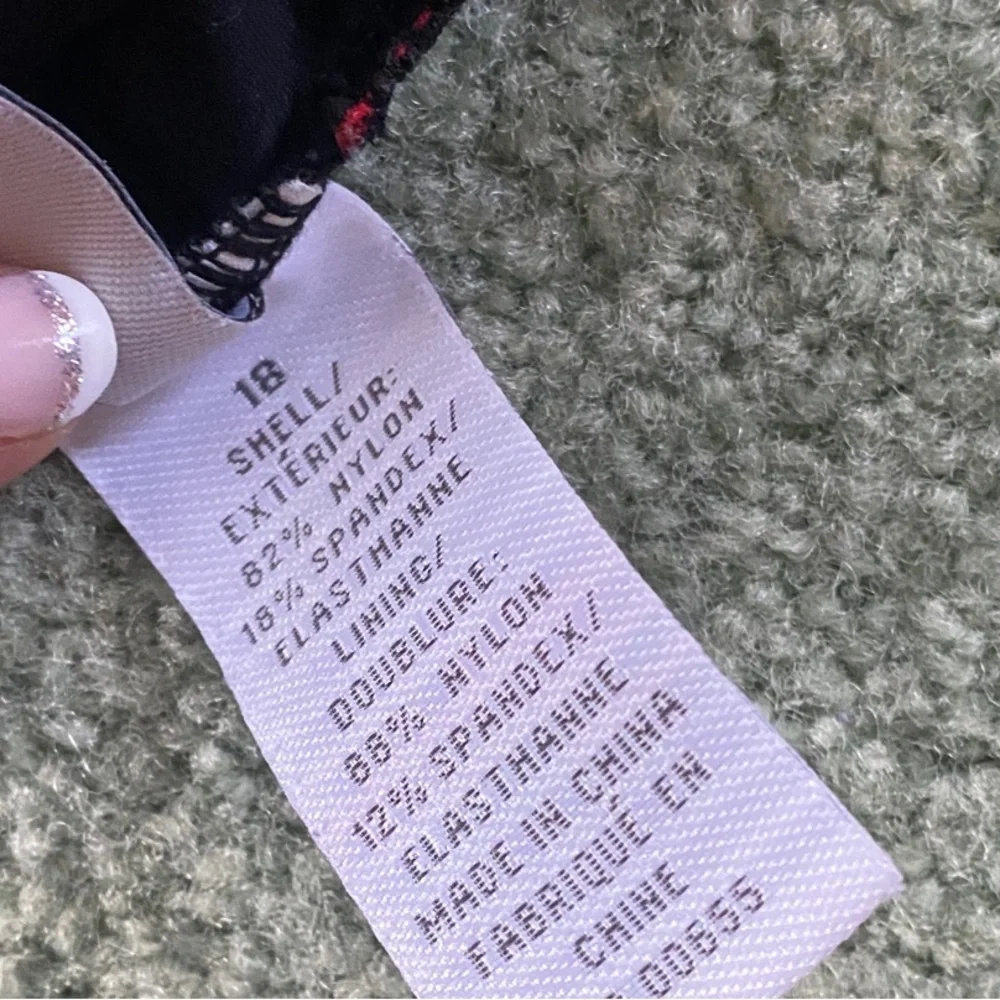 18
SHELL/
EXTÉRIEUR:
82% NYLON
18% SPANDEX/
ELASTHANNE
LINING/
DOUBLURE:
88% NYLON
12% SPANDEX/
ELASTHANNE
MADE IN CHINA
FABRIQUÉ EN
CHINE